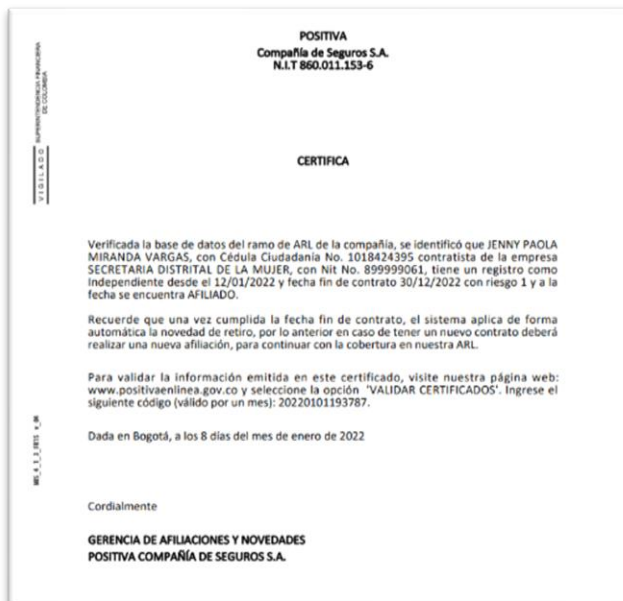 POSITIVA
Compañía de Seguros S.A.
N.I.T 860.011.153-6
VIGILADO SUPERINTENDENCIA FINANCIERA
DE COLOMBIA
CERTIFICA
Verificada la base de datos del ramo de ARL de la compañía, se identificó que JENNY PAOLA
MIRANDA VARGAS, con Cédula Ciudadania No. 1018424395 contratista de la empresa
SECRETARIA DISTRITAL DE LA MUJER, con Nit No. 899999061, tiene un registro como
Independiente desde el 12/01/2022 y fecha fin de contrato 30/12/2022 con riesgo 1 y a la
fecha se encuentra AFILIADO.
Recuerde que una vez cumplida la fecha fin de contrato, el sistema aplica de forma
automática la novedad de retiro, por lo anterior en caso de tener un nuevo contrato deberá
realizar una nueva afiliación, para continuar con la cobertura en nuestra ARL.
Para validar la información emitida en este certificado, visite nuestra página web:
www.positivaenlinea.gov.co y seleccione la opción 'VALIDAR CERTIFICADOS'. Ingrese el
siguiente código (válido por un mes): 20220101193787.
Dada en Bogotá, a los 8 días del mes de enero de 2022
Cordialmente
GERENCIA DE AFILIACIONES Y NOVEDADES
POSITIVA COMPAÑÍA DE SEGUROS S.A.